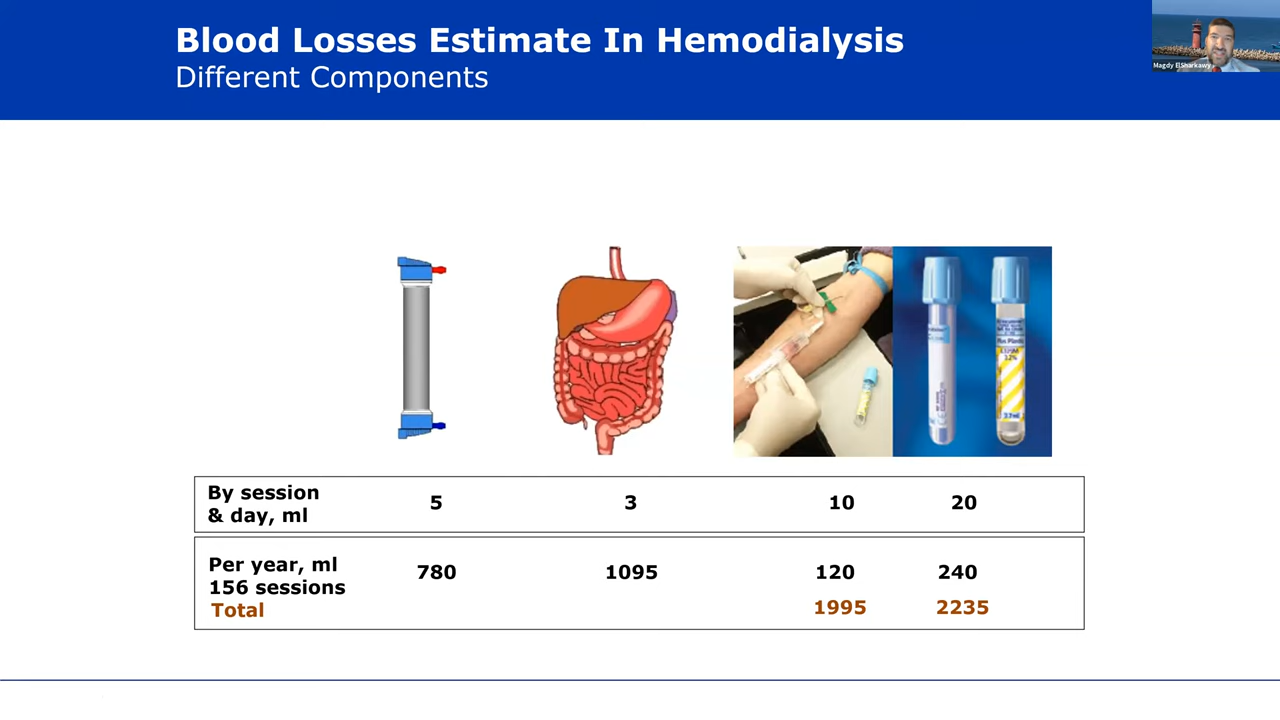 Blood Losses Estimate In Hemodialysis
Different Components
Magdy ElSharkawy
By session
& day, ml
5 3 10 20
Per year, ml
156 sessions
780 1095 120 240
Total 1995 2235